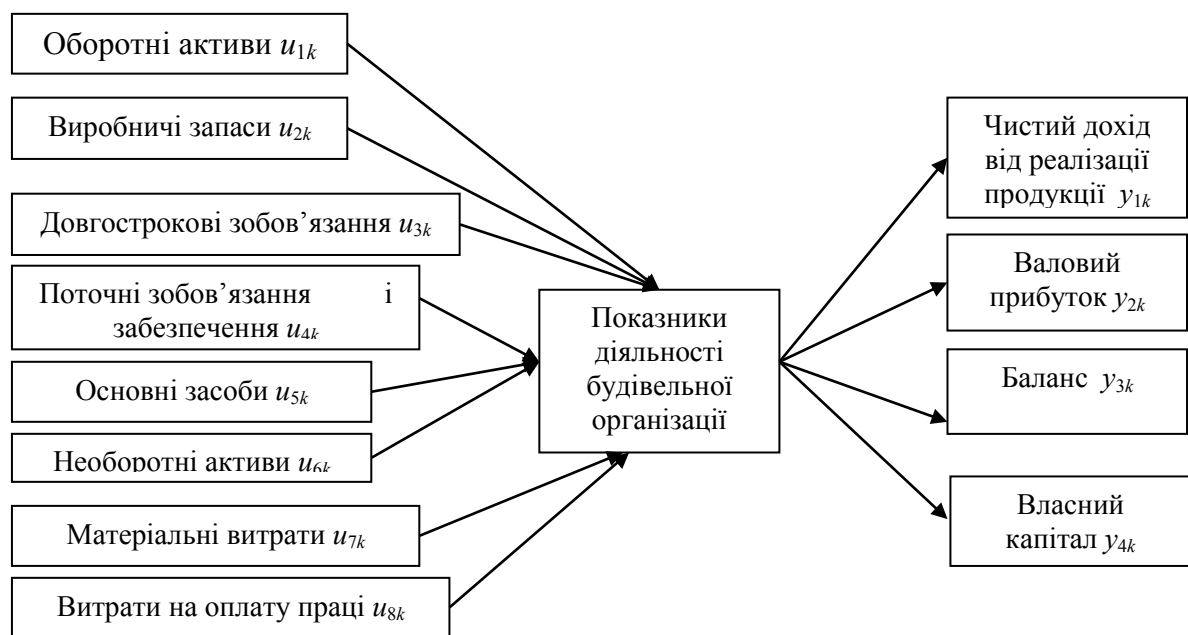 Оборотні активи u1k
Виробничі запаси u2k
Довгострокові зобов’язання u3k
Поточні зобов’язання і
забезпечення u4k
Основні засоби u5k
Необоротні активи u6k
Матеріальні витрати u7k
Витрати на оплату праці u8k
Показники
діяльності
будівельної
організації
Чистий дохід
від реалізації
продукції y1k
Валовий
прибуток y2k
Баланс y3k
Власний
капітал y4k